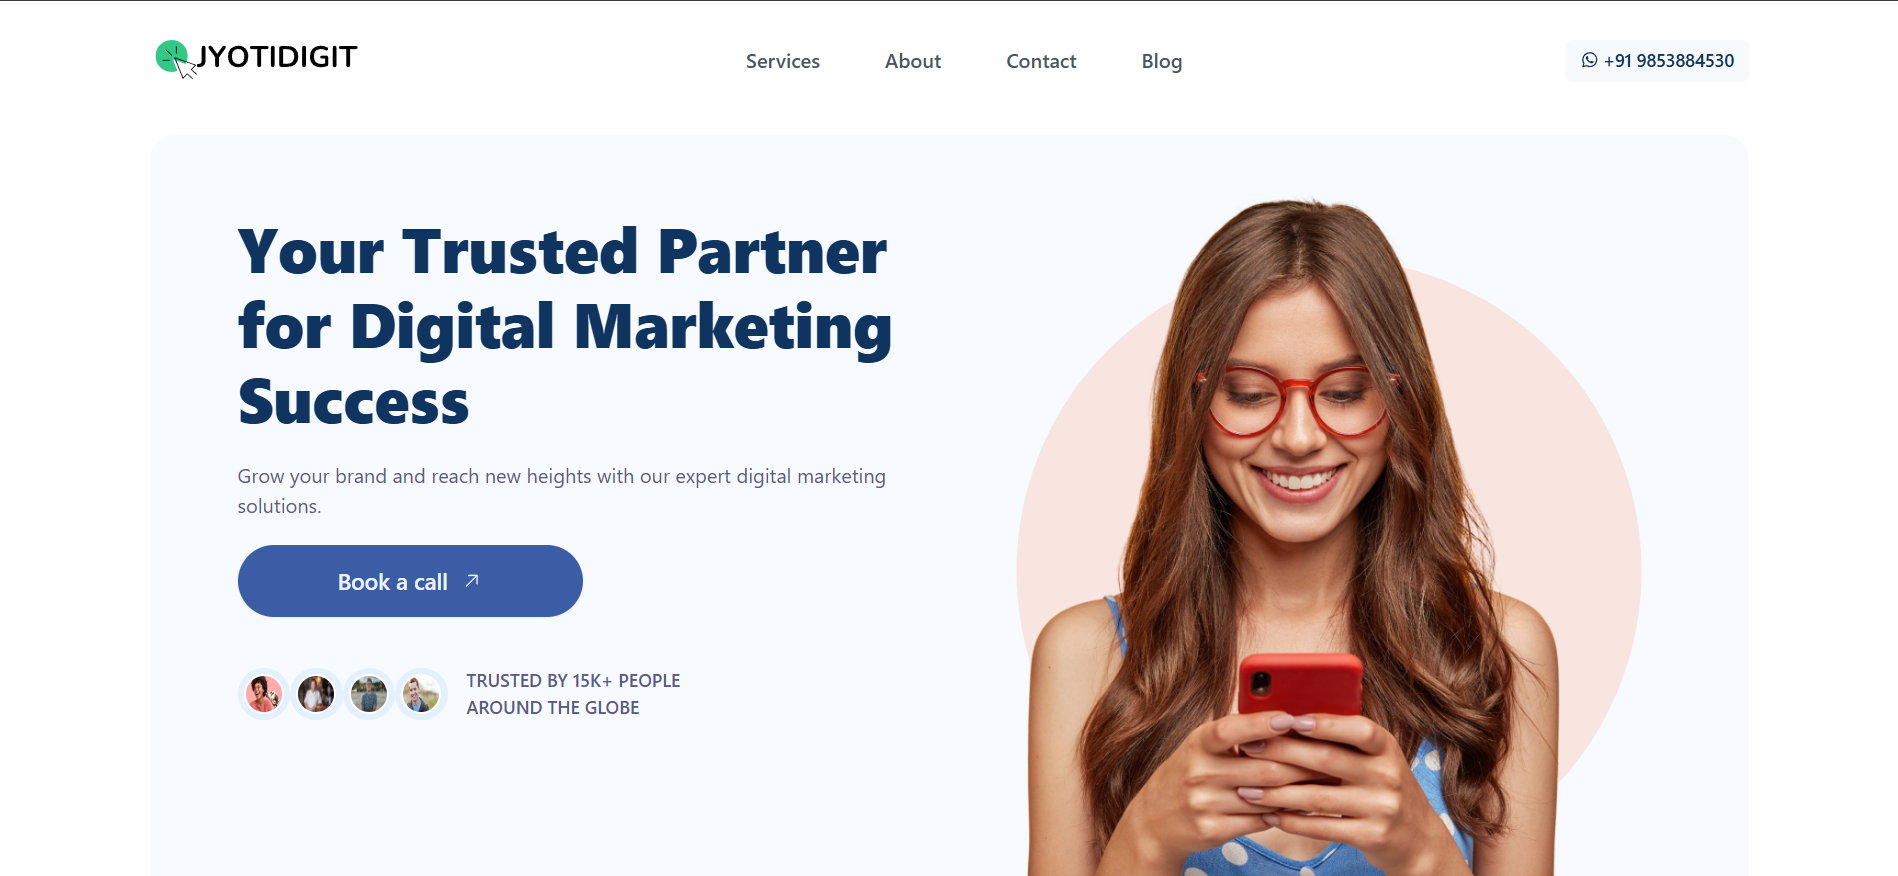 JYOTIDIGIT
Services
About
Contact
Blog
+91 9853884530
Your Trusted Partner
for Digital Marketing
Success
Grow your brand and reach new heights with our expert digital marketing
solutions.
Book a call
TRUSTED BY 15K+ PEOPLE
AROUND THE GLOBE